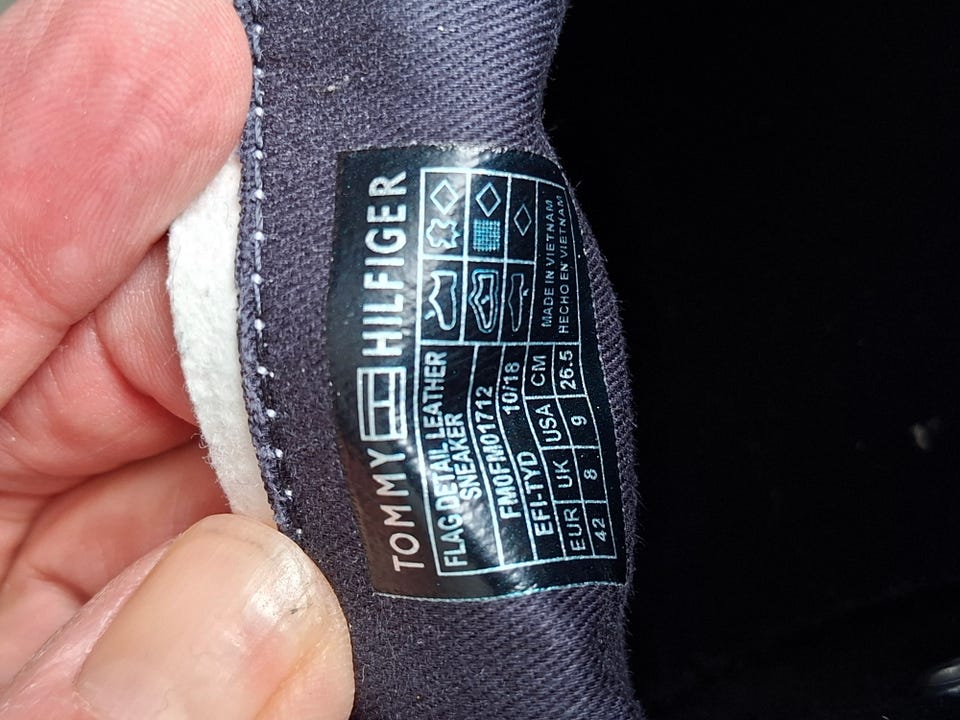 TOMMY HILFIGER
FLAG DETAIL LEATHER
SNEAKER
FM0FM01712
10/18
EFI-TYD
EUR UK USA CM
42 8 9 26.5
MADE IN VIETNAM
HECHO EN VIETNAM